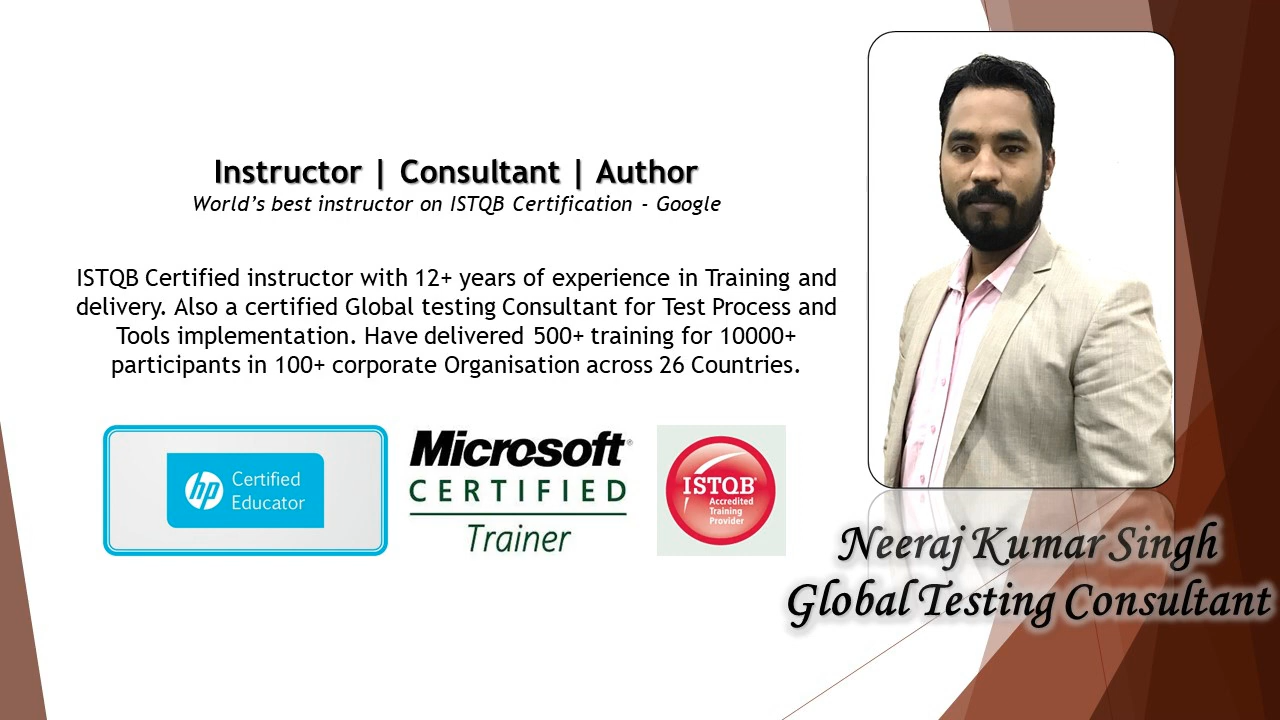 Instructor | Consultant | Author
World’s best instructor on ISTQB Certification - Google
ISTQB Certified instructor with 12+ years of experience in Training and
delivery. Also a certified Global testing Consultant for Test Process and
Tools implementation. Have delivered 500+ training for 10000+
participants in 100+ corporate Organisation across 26 Countries.
hp Certified
Educator
Microsoft®
CERTIFIED
Trainer
ISTQB®
Accredited
Training
Provider
Neeraj Kumar Singh
Global Testing Consultant